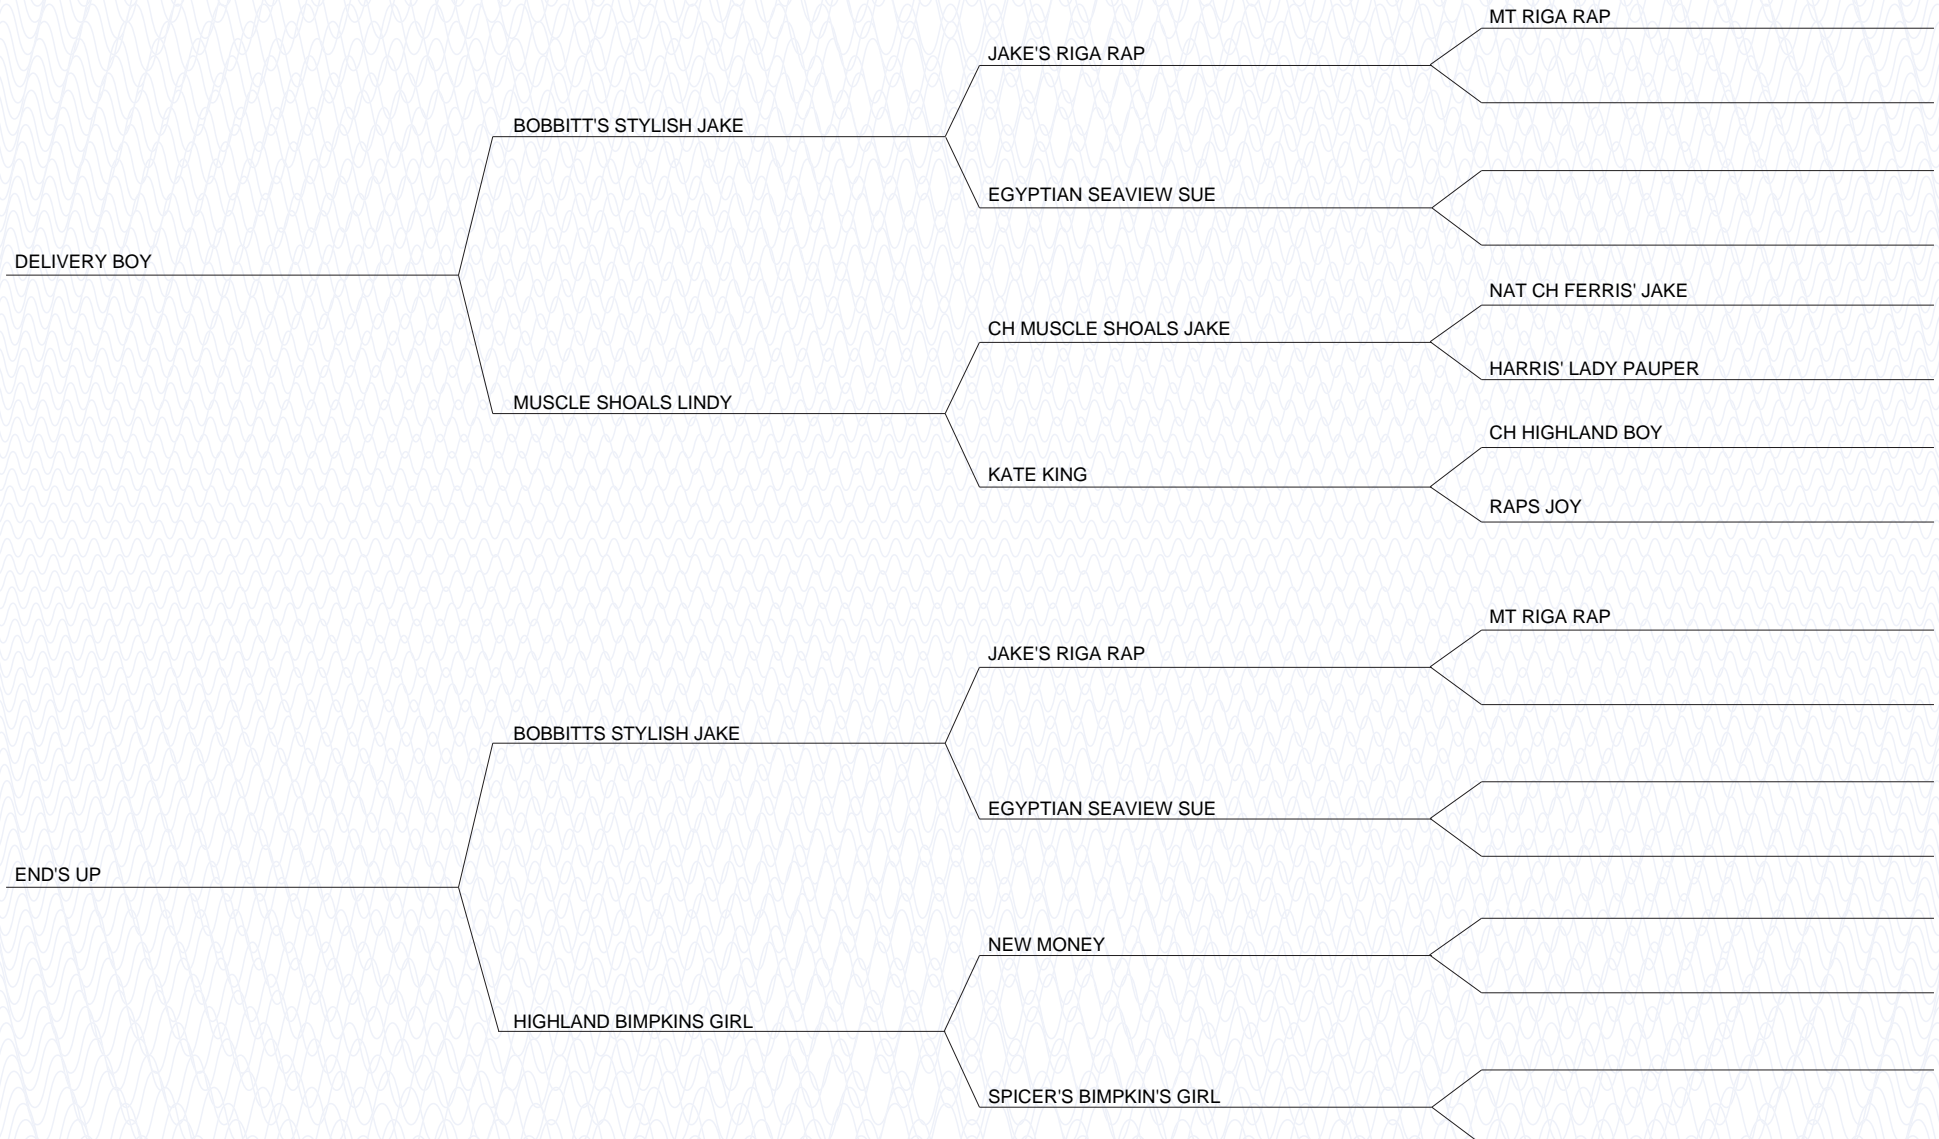 MT RIGA RAP
JAKE'S RIGA RAP
BOBBITT'S STYLISH JAKE
EGYPTIAN SEAVIEW SUE
DELIVERY BOY
NAT CH FERRIS' JAKE
CH MUSCLE SHOALS JAKE
HARRIS' LADY PAUPER
MUSCLE SHOALS LINDY
CH HIGHLAND BOY
KATE KING
RAPS JOY
MT RIGA RAP
JAKE'S RIGA RAP
BOBBITTS STYLISH JAKE
EGYPTIAN SEAVIEW SUE
END'S UP
NEW MONEY
HIGHLAND BIMPKINS GIRL
SPICER'S BIMPKIN'S GIRL